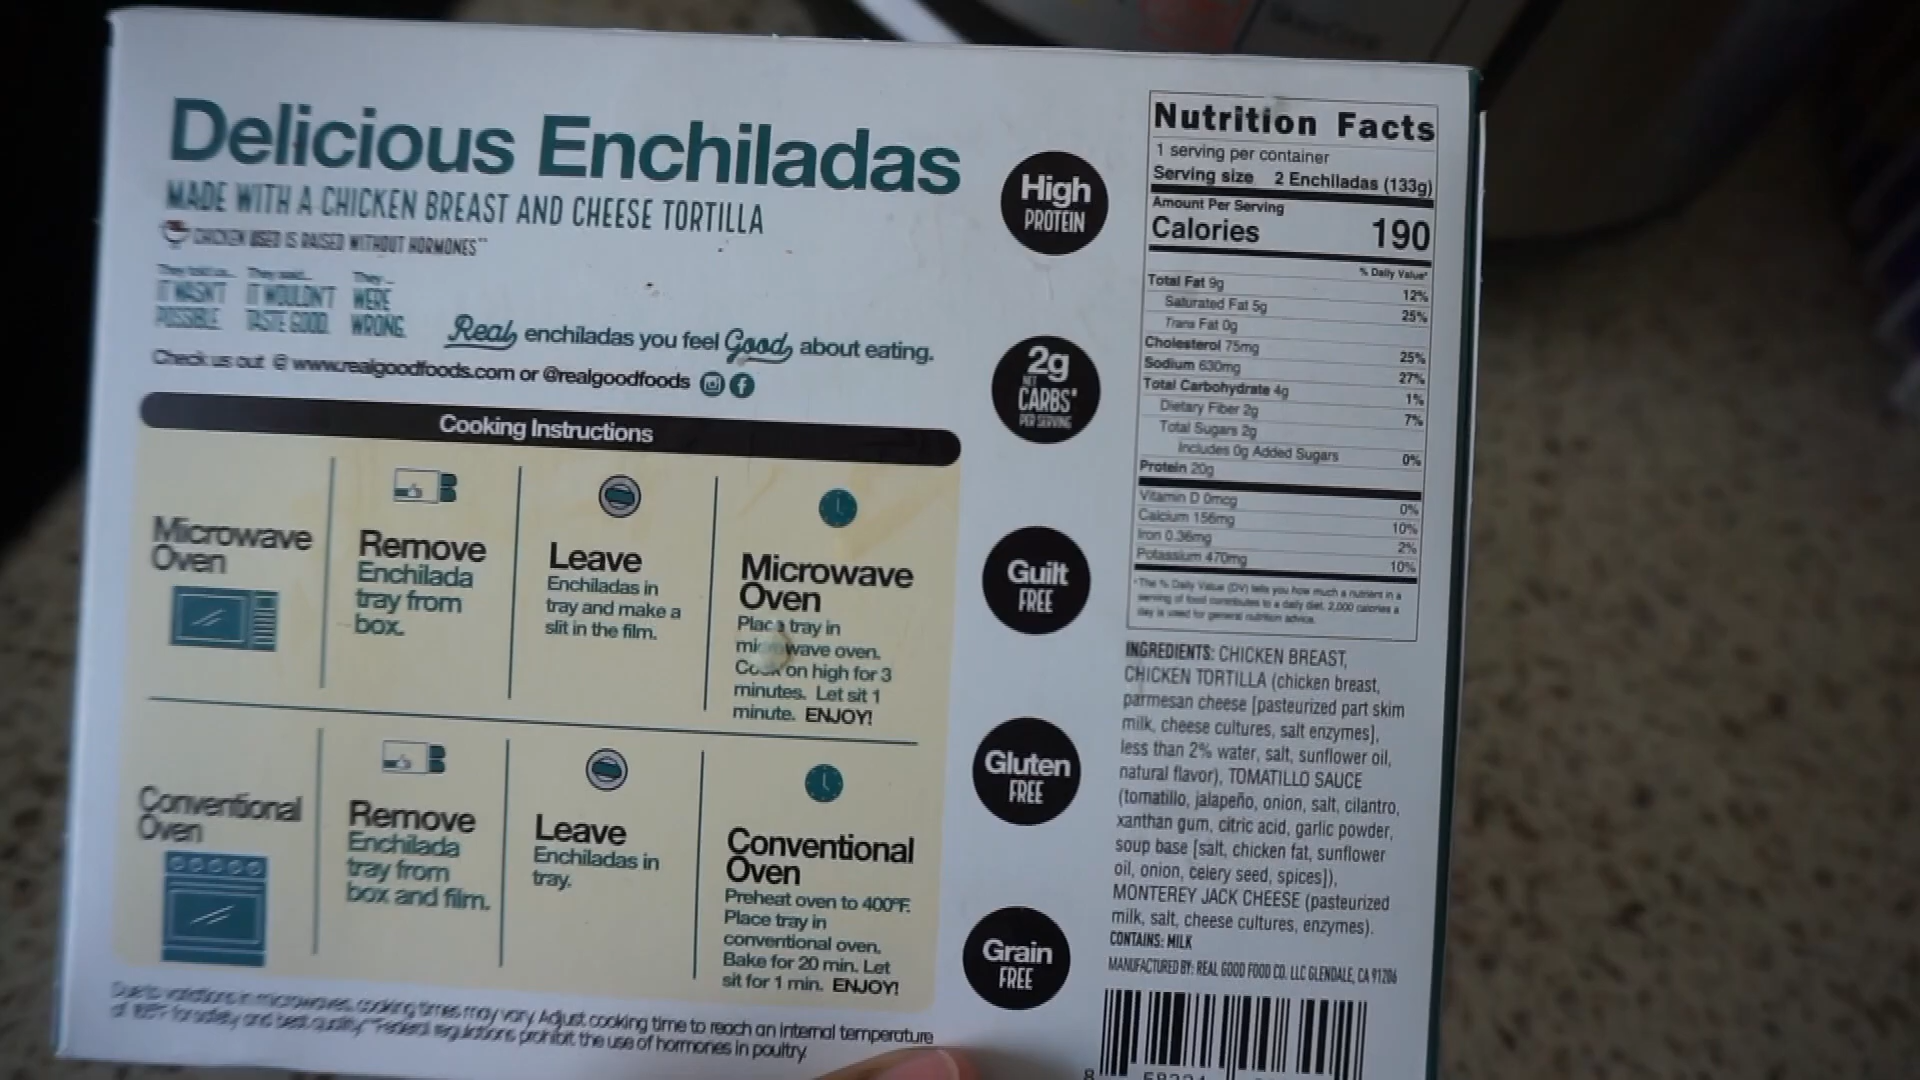 Delicious Enchiladas
MADE WITH A CHICKEN BREAST AND CHEESE TORTILLA
CHICKEN USED IS RAISED WITHOUT HORMONES**
They told us... They said... They...
IT WASN'T IT WOULDN'T WERE
POSSIBLE. TASTE GOOD. WRONG.
Real enchiladas you feel Good about eating.
Check us out @ www.realgoodfoods.com or @realgoodfoods
Cooking Instructions
Microwave
Oven
Remove
Enchilada
tray from
box.
Leave
Enchiladas in
tray and make a
slit in the film.
Microwave
Oven
Place tray in
microwave oven.
Cook on high for 3
minutes. Let sit 1
minute. ENJOY!
Conventional
Oven
Remove
Enchilada
tray from
box and film.
Leave
Enchiladas in
tray.
Conventional
Oven
Preheat oven to 400°F.
Place tray in
conventional oven.
Bake for 20 min. Let
sit for 1 min. ENJOY!
Due to variations in microwaves, cooking times may vary. Adjust cooking time to reach an internal temperature
of 165°F for safety and best quality. **Federal regulations prohibit the use of hormones in poultry.
High
PROTEIN
2g
NET
CARBS*
PER SERVING
Guilt
FREE
Gluten
FREE
Grain
FREE
Nutrition Facts
1 serving per container
Serving size 2 Enchiladas (133g)
Amount Per Serving
Calories 190
% Daily Value*
Total Fat 9g 12%
Saturated Fat 5g 25%
Trans Fat 0g
Cholesterol 75mg 25%
Sodium 630mg 27%
Total Carbohydrate 4g 1%
Dietary Fiber 2g 7%
Total Sugars 2g
Includes 0g Added Sugars 0%
Protein 20g
Vitamin D 0mcg 0%
Calcium 156mg 10%
Iron 0.36mg 2%
Potassium 470mg 10%
*The % Daily Value (DV) tells you how much a nutrient in a
serving of food contributes to a daily diet. 2,000 calories a
day is used for general nutrition advice.
INGREDIENTS: CHICKEN BREAST,
CHICKEN TORTILLA (chicken breast,
parmesan cheese [pasteurized part skim
milk, cheese cultures, salt enzymes],
less than 2% water, salt, sunflower oil,
natural flavor), TOMATILLO SAUCE
(tomatillo, jalapeño, onion, salt, cilantro,
xanthan gum, citric acid, garlic powder,
soup base [salt, chicken fat, sunflower
oil, onion, celery seed, spices]),
MONTEREY JACK CHEESE (pasteurized
milk, salt, cheese cultures, enzymes).
CONTAINS: MILK
MANUFACTURED BY: REAL GOOD FOOD CO. LLC GLENDALE, CA 91206
8